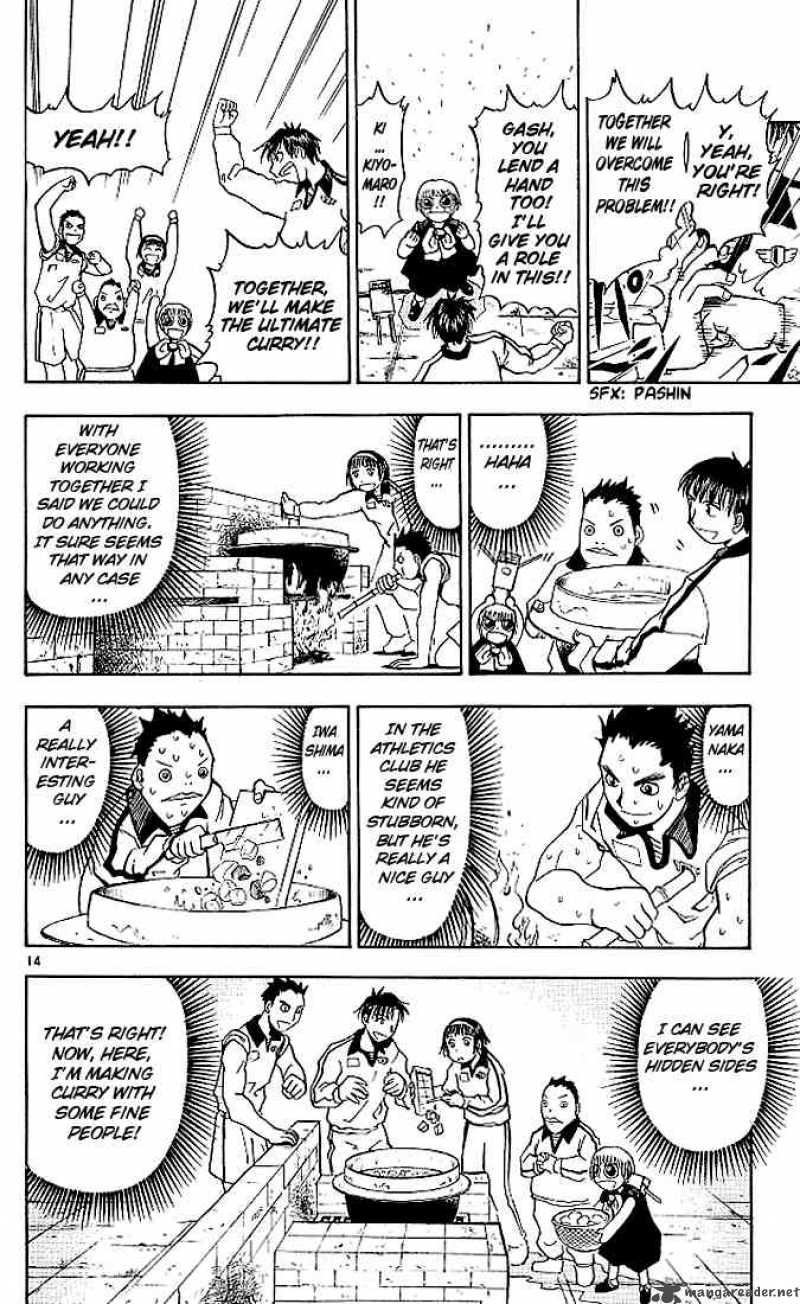 Y,
YEAH,
YOU'RE
RIGHT!
TOGETHER
WE WILL
OVERCOME
THIS
PROBLEM!!
SFX: PASHIN
GASH,
YOU
LEND A
HAND
TOO!
I'LL
GIVE YOU
A ROLE
IN THIS!!
KI
...
KIYO-
MARO
!!
TOGETHER,
WE'LL MAKE
THE ULTIMATE
CURRY!!
YEAH!!
.........
HAHA
...
THAT'S
RIGHT
...
WITH
EVERYONE
WORKING
TOGETHER I
SAID WE COULD
DO ANYTHING.
IT SURE SEEMS
THAT WAY IN
ANY CASE
...
YAMA
NAKA
...
IN THE
ATHLETICS
CLUB HE
SEEMS
KIND OF
STUBBORN,
BUT HE'S
REALLY A
NICE GUY
...
IWA
SHIMA
...
A
REALLY
INTER-
ESTING
GUY
...
14
I CAN SEE
EVERYBODY'S
HIDDEN SIDES
...
THAT'S RIGHT!
NOW, HERE,
I'M MAKING
CURRY WITH
SOME FINE
PEOPLE!
mangareader.net